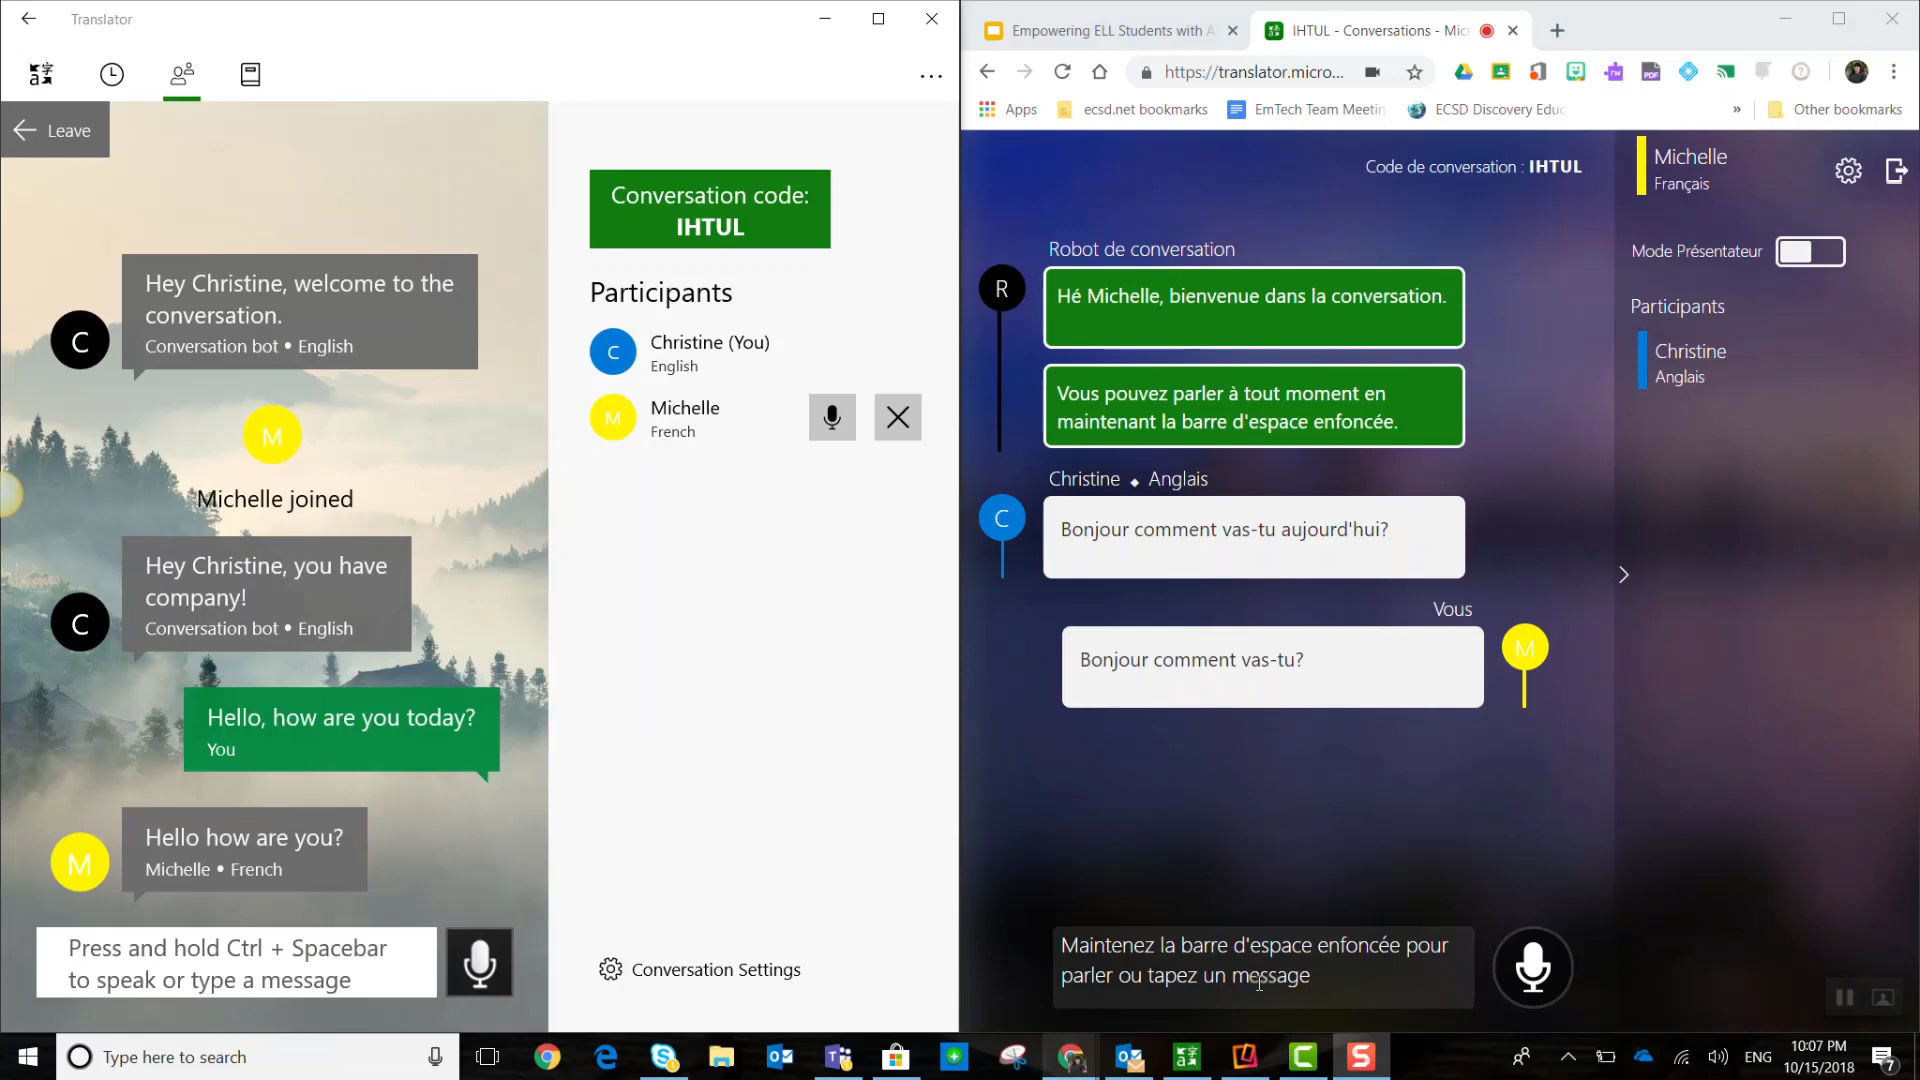 Translator
Leave
Hey Christine, welcome to the
conversation.
Conversation bot • English
C
M
Michelle joined
Hey Christine, you have
company!
Conversation bot • English
C
Hello, how are you today?
You
Hello how are you?
Michelle • French
M
Press and hold Ctrl + Spacebar
to speak or type a message
Conversation code:
IHTUL
Participants
C
Christine (You)
English
M
Michelle
French
Conversation Settings
Empowering ELL Students with A
IHTUL - Conversations - Micr
https://translator.micro...
Apps
ecsd.net bookmarks
EmTech Team Meetin
ECSD Discovery Educ
»
Other bookmarks
Code de conversation : IHTUL
Michelle
Français
Mode Présentateur
Participants
Christine
Anglais
Robot de conversation
R
Hé Michelle, bienvenue dans la conversation.
Vous pouvez parler à tout moment en
maintenant la barre d'espace enfoncée.
Christine ◆ Anglais
C
Bonjour comment vas-tu aujourd'hui?
Vous
Bonjour comment vas-tu?
M
Maintenez la barre d'espace enfoncée pour
parler ou tapez un message
Type here to search
ENG
10:07 PM
10/15/2018
7